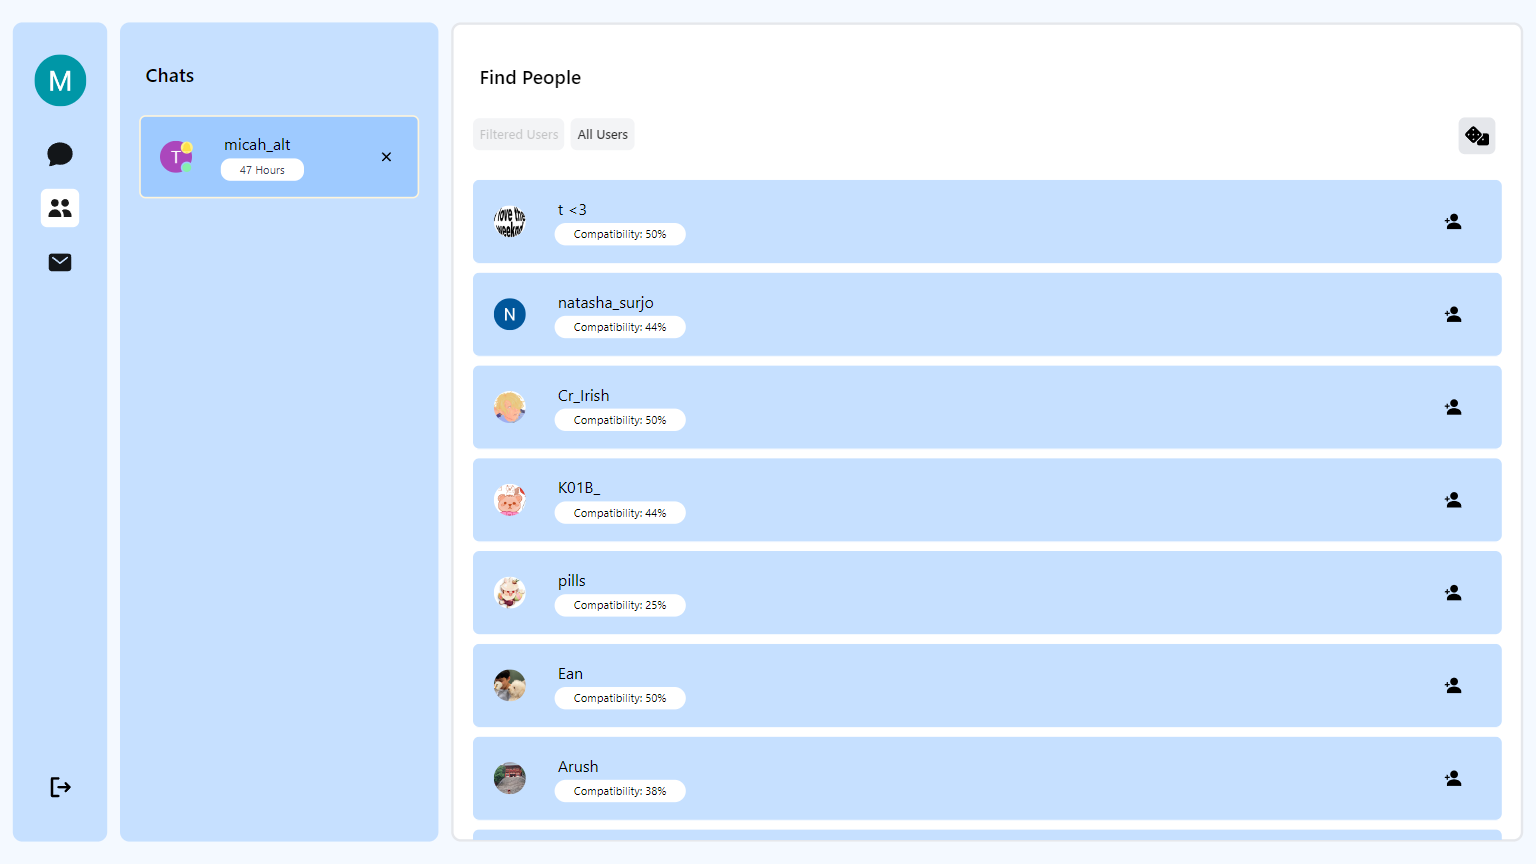 M
Chats
T
micah_alt
47 Hours
Find People
Filtered Users
All Users
I love the
weeknd
t <3
Compatibility: 50%
N
natasha_surjo
Compatibility: 44%
Cr_Irish
Compatibility: 50%
K01B_
Compatibility: 44%
pills
Compatibility: 25%
Ean
Compatibility: 50%
Arush
Compatibility: 38%